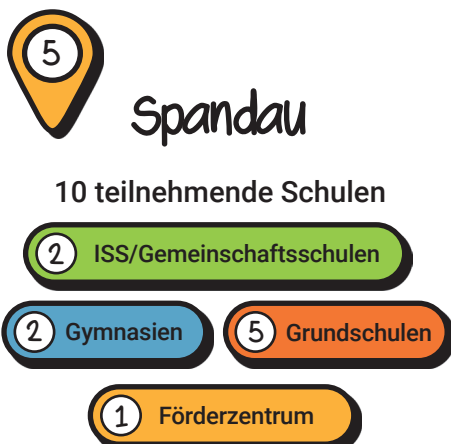 5
Spandau
10 teilnehmende Schulen
2 ISS/Gemeinschaftsschulen
2 Gymnasien
5 Grundschulen
1 Förderzentrum